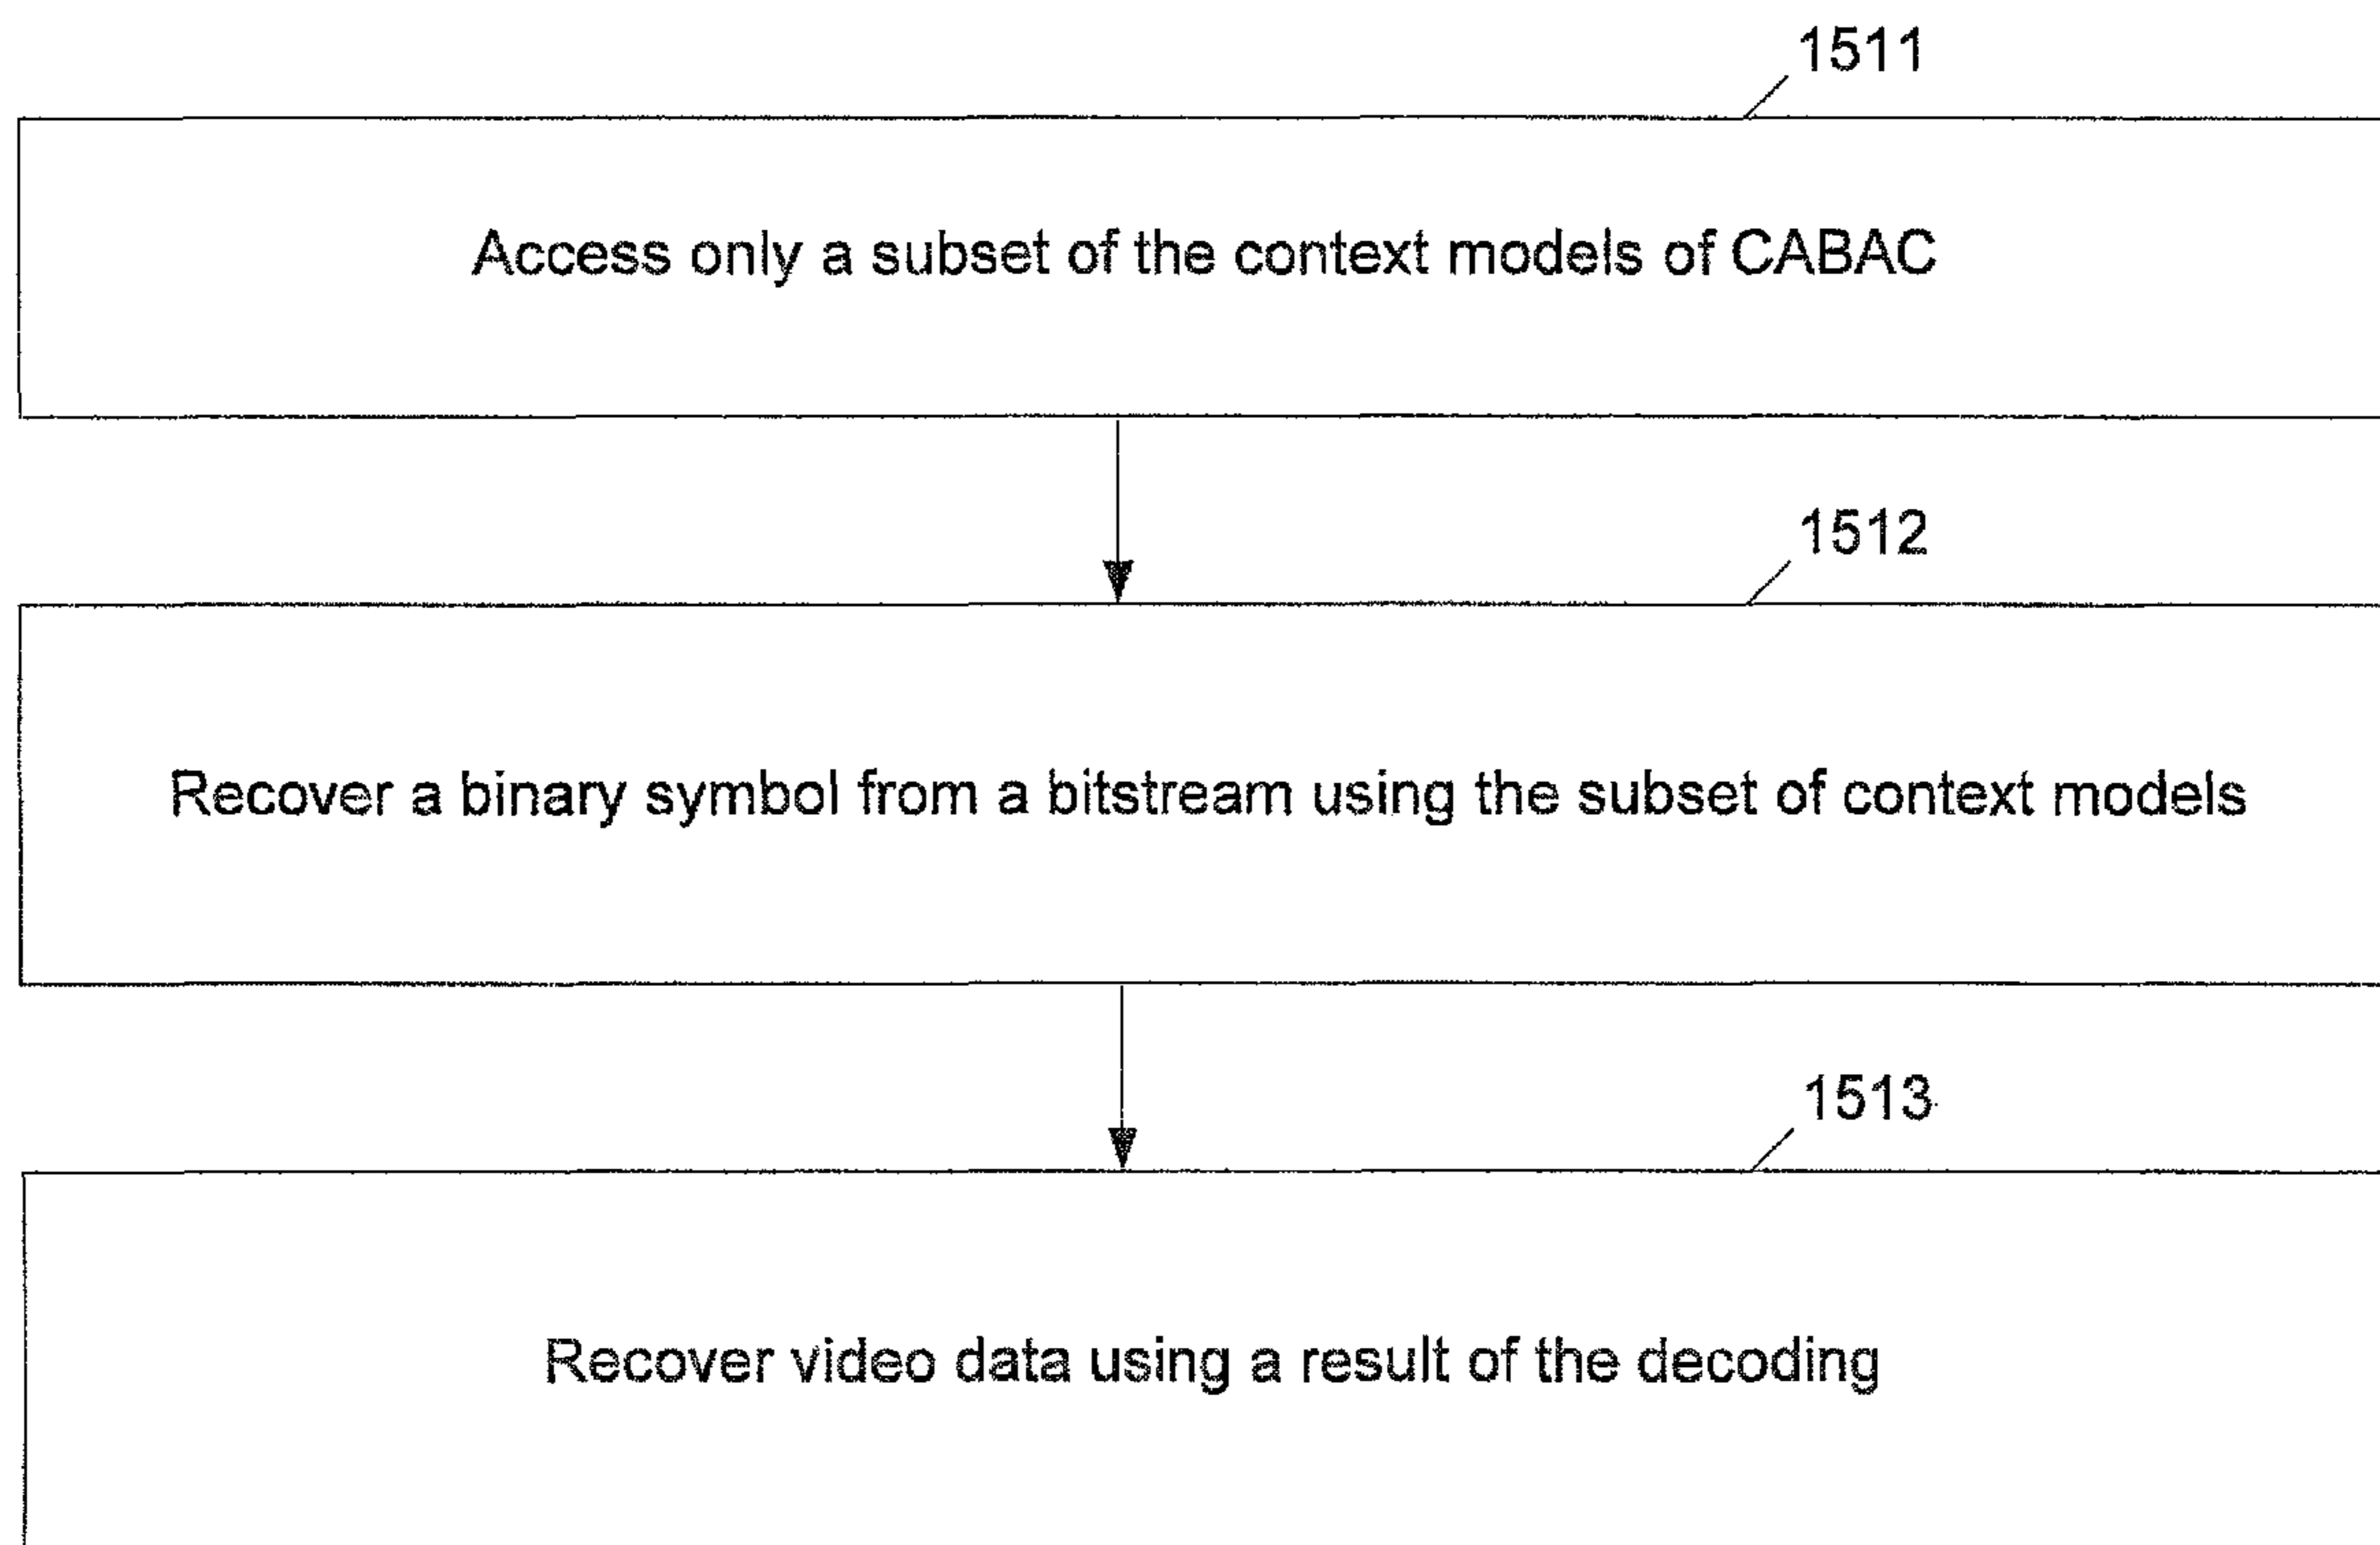 1511
Access only a subset of the context models of CABAC
1512
Recover a binary symbol from a bitstream using the subset of context models
1513
Recover video data using a result of the decoding